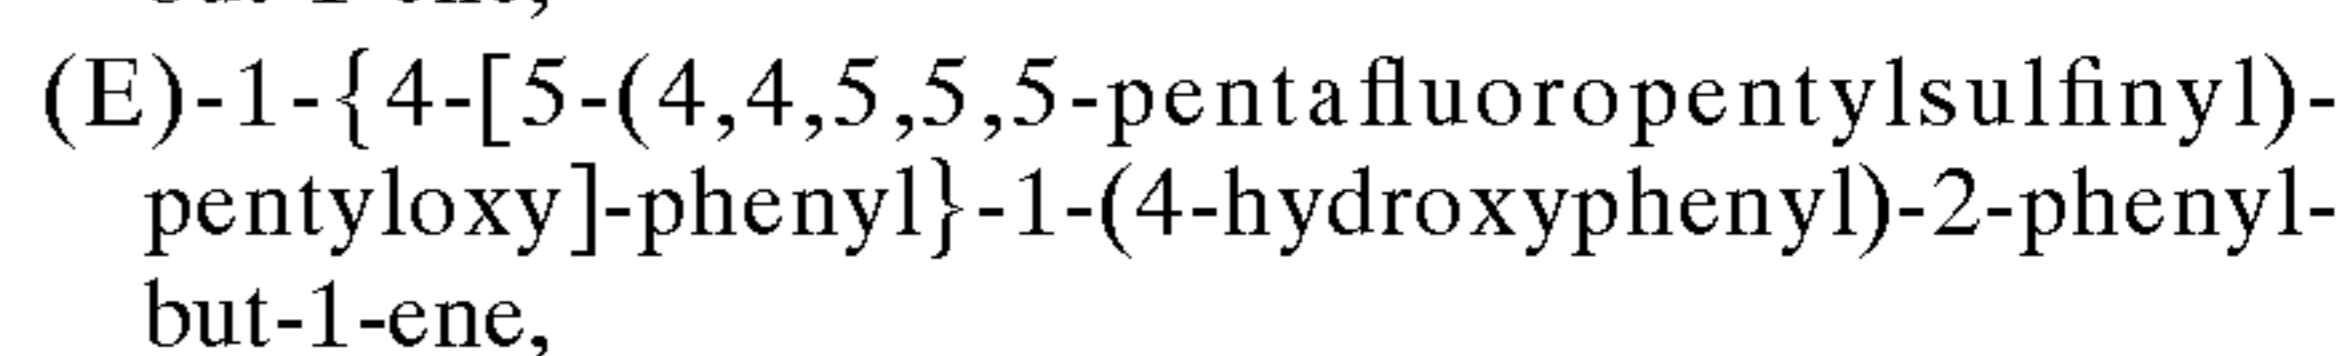 (E)-1-{4-[5-(4,4,5,5,5-pentafluoropentylsulfinyl)-
pentyloxy]-phenyl}-1-(4-hydroxyphenyl)-2-phenyl-
but-1-ene,